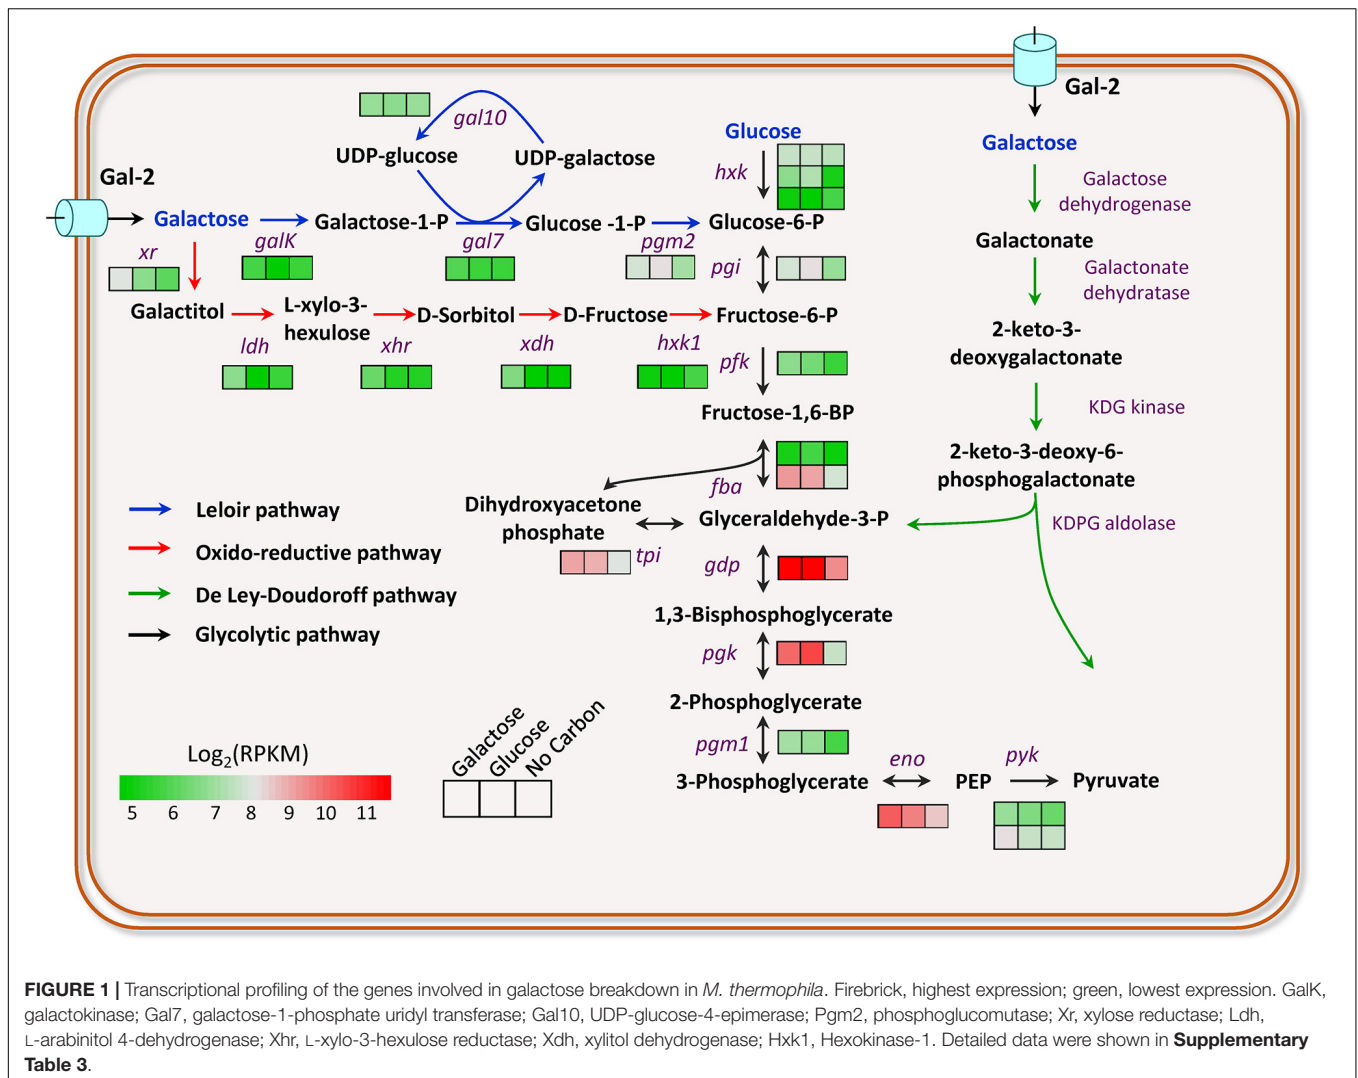 Gal-2
Galactose
Galactose
dehydrogenase
Galactonate
Galactonate
dehydratase
2-keto-3-
deoxygalactonate
KDG kinase
2-keto-3-deoxy-6-
phosphogalactonate
KDPG aldolase
gal10
UDP-glucose
UDP-galactose
Gal-2
Galactose
Galactose-1-P
Glucose -1-P
Glucose
hxk
Glucose-6-P
xr
galK
gal7
pgm2
pgi
Galactitol
L-xylo-3-
hexulose
D-Sorbitol
D-Fructose
Fructose-6-P
ldh
xhr
xdh
hxk1
pfk
Fructose-1,6-BP
fba
Dihydroxyacetone
phosphate
Glyceraldehyde-3-P
tpi
gdp
1,3-Bisphosphoglycerate
pgk
2-Phosphoglycerate
pgm1
3-Phosphoglycerate
eno
PEP
pyk
Pyruvate
Leloir pathway
Oxido-reductive pathway
De Ley-Doudoroff pathway
Glycolytic pathway
Log2(RPKM)
5 6 7 8 9 10 11
Galactose
Glucose
No Carbon
FIGURE 1 | Transcriptional profiling of the genes involved in galactose breakdown in M. thermophila. Firebrick, highest expression; green, lowest expression. GalK,
galactokinase; Gal7, galactose-1-phosphate uridyl transferase; Gal10, UDP-glucose-4-epimerase; Pgm2, phosphoglucomutase; Xr, xylose reductase; Ldh,
L-arabinitol 4-dehydrogenase; Xhr, L-xylo-3-hexulose reductase; Xdh, xylitol dehydrogenase; Hxk1, Hexokinase-1. Detailed data were shown in Supplementary
Table 3.